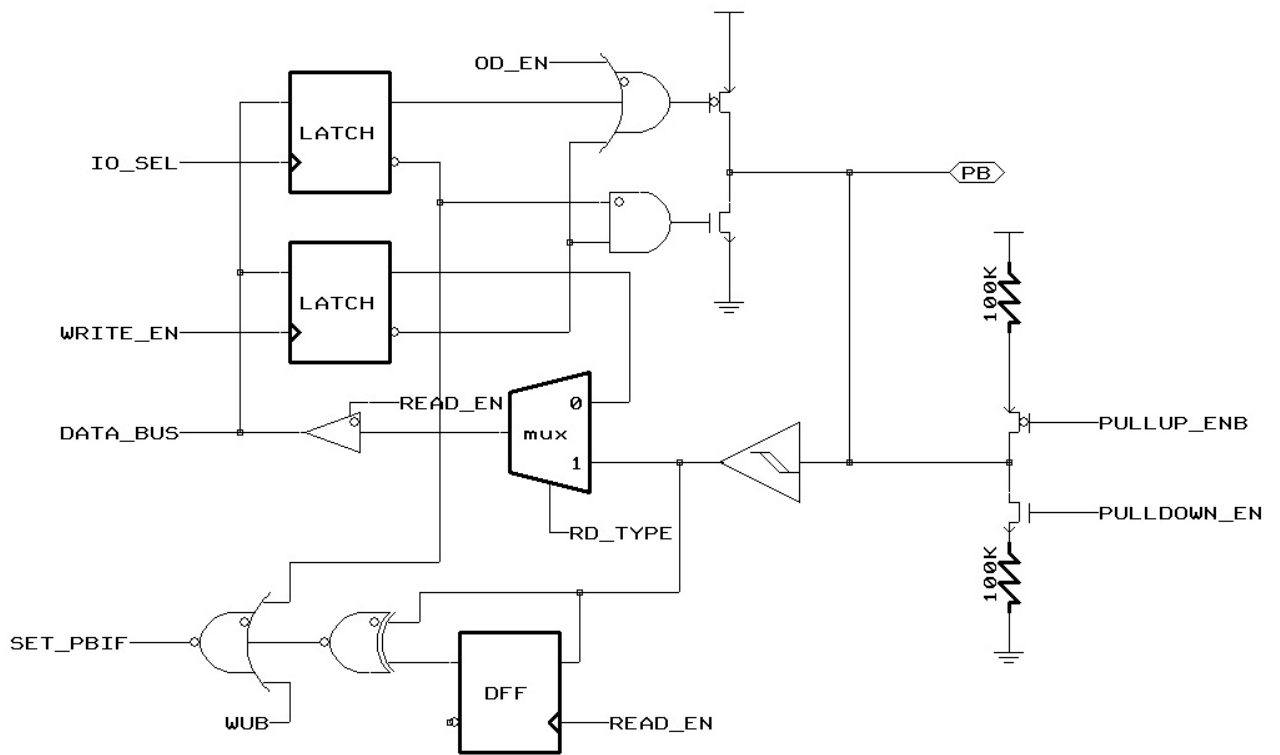 OD_EN
LATCH
IO_SEL
PB
LATCH
100K
WRITE_EN
READ_EN
0
DATA_BUS
mux
PULLUP_ENB
1
PULLDOWN_EN
RD_TYPE
100K
SET_PBIF
DFF
WUB
READ_EN